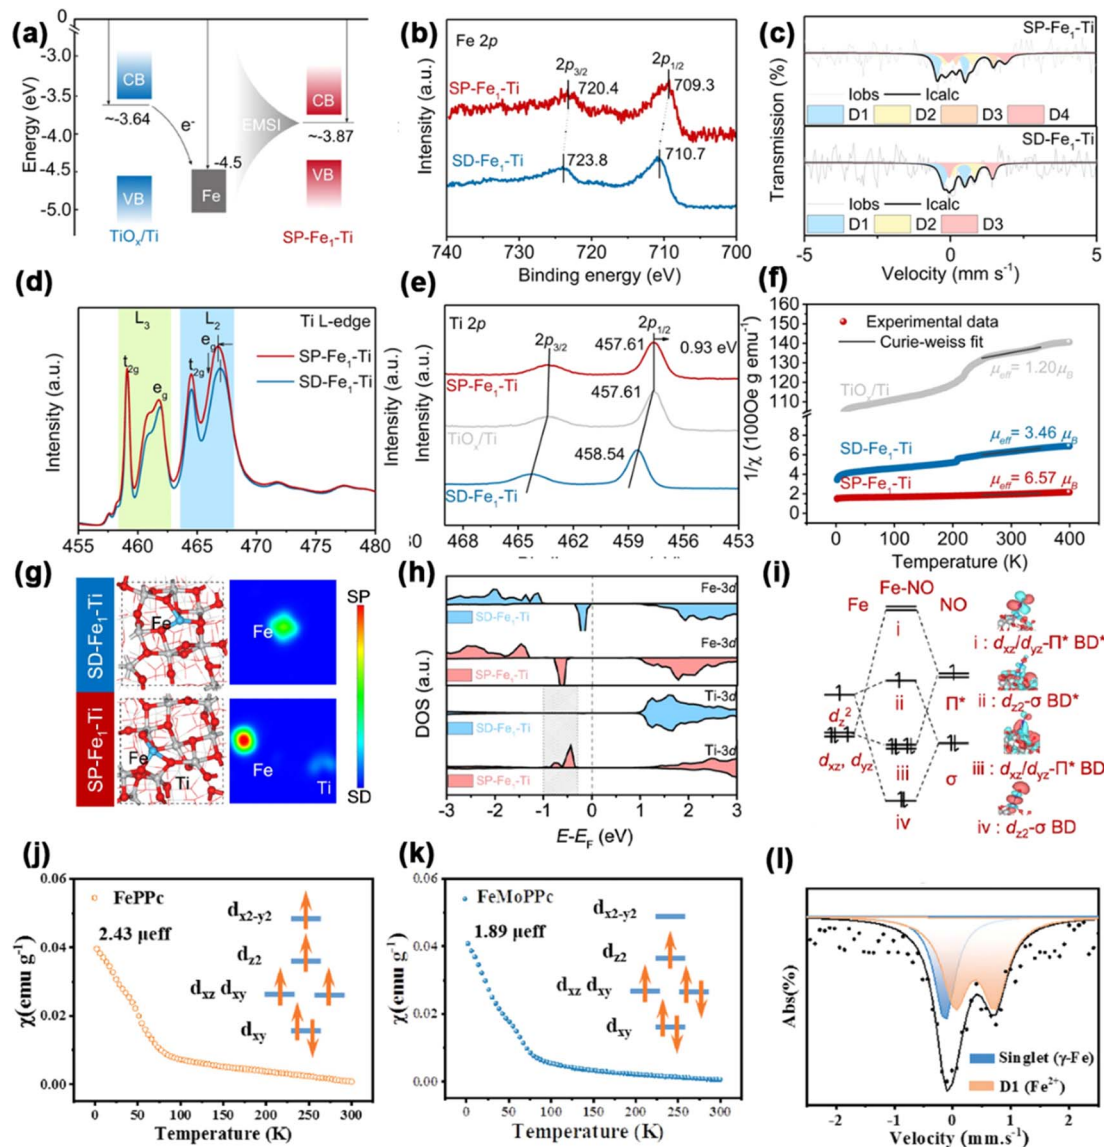 (a)
0
-3.0
-3.5
-4.0
-4.5
-5.0
Energy (eV)
CB
~-3.64
e-
-4.5
EMSI
CB
~-3.87
VB
Fe
VB
TiOx/Ti
SP-Fe1-Ti
(b)
Fe 2p
2p3/2
2p1/2
SP-Fe1-Ti
720.4
709.3
SD-Fe1-Ti
723.8
710.7
Intensity (a.u.)
740 730 720 710 700
Binding energy (eV)
(c)
SP-Fe1-Ti
Iobs Icalc
D1 D2 D3 D4
SD-Fe1-Ti
Iobs Icalc
D1 D2 D3
Transmission (%)
-5 0 5
Velocity (mm s-1)
(d)
L3 L2
Ti L-edge
SP-Fe1-Ti
SD-Fe1-Ti
t2g
eg
t2g
eg
Intensity (a.u.)
455 460 465 470 475 480
(e)
Ti 2p
2p3/2
2p1/2
457.61
0.93 eV
SP-Fe1-Ti
457.61
TiOx/Ti
458.54
SD-Fe1-Ti
Intensity (a.u.)
Intensity (a.u.)
468 465 462 459 456 453
(f)
160
150
140
130
120
110
8
6
4
2
0
1/χ (1000Oe g emu-1)
Experimental data
Curie-weiss fit
μeff= 1.20μB
TiOx/Ti
SD-Fe1-Ti
μeff= 3.46 μB
SP-Fe1-Ti
μeff= 6.57 μB
0 100 200 300 400
Temperature (K)
(g)
SD-Fe1-Ti
Fe
Fe
SP
SP-Fe1-Ti
Fe
Ti
Fe
Ti
SD
(h)
Fe-3d
SD-Fe1-Ti
Fe-3d
SP-Fe1-Ti
Ti-3d
SD-Fe1-Ti
Ti-3d
SP-Fe1-Ti
DOS (a.u.)
-3 -2 -1 0 1 2 3
E-EF (eV)
(i)
Fe
Fe-NO
NO
i
ii
iii
iv
dz2
dxz, dyz
Π*
σ
i : dxz/dyz-Π* BD*
ii : dz2-σ BD*
iii : dxz/dyz-Π* BD
iv : dz2-σ BD
(j)
0.06
0.04
0.02
0.00
χ(emu g-1)
FePPc
2.43 μeff
dx2-y2
dz2
dxz dxy
dxy
0 50 100 150 200 250 300
Temperature (K)
(k)
0.06
0.04
0.02
0.00
χ(emu g-1)
FeMoPPc
1.89 μeff
dx2-y2
dz2
dxz dxy
dxy
0 50 100 150 200 250 300
Temperature (K)
(l)
Abs(%)
Singlet (γ-Fe)
D1 (Fe2+)
-2 -1 0 1 2
Velocity (mm.s-1)